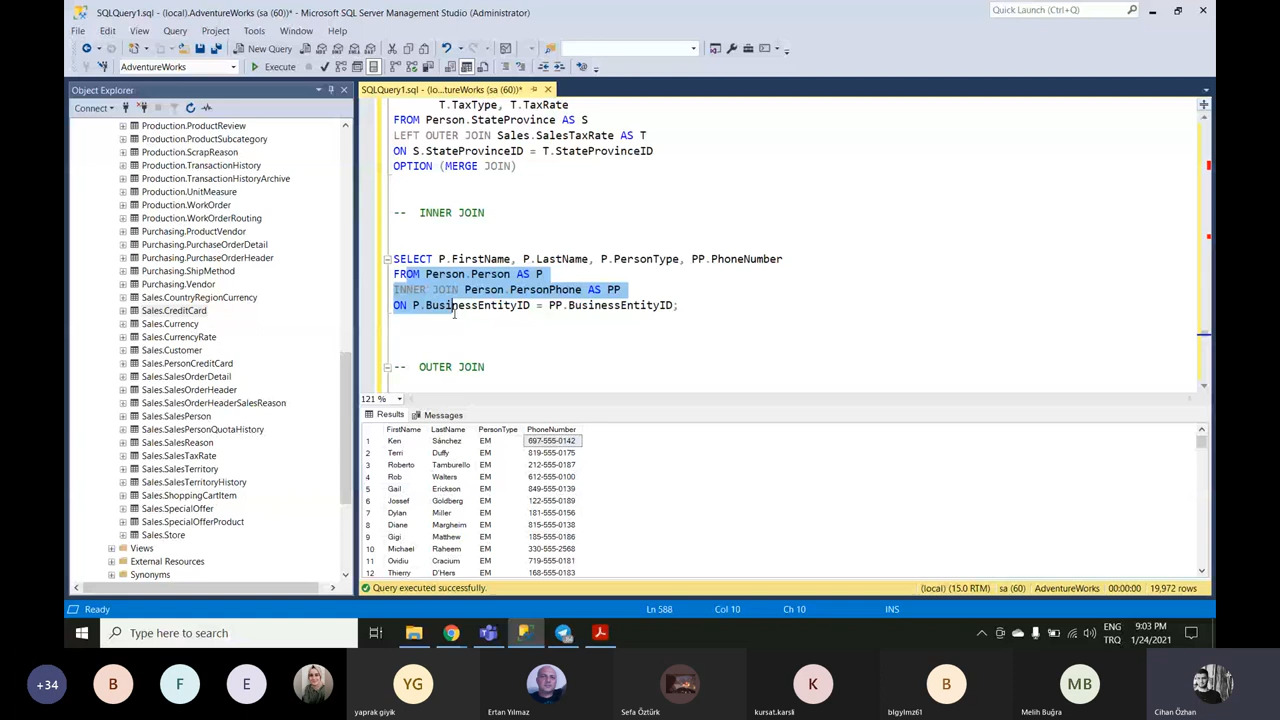 SQLQuery1.sql - (local).AdventureWorks (sa (60))* - Microsoft SQL Server Management Studio (Administrator)
Quick Launch (Ctrl+Q)
File Edit View Query Project Tools Window Help
New Query
AdventureWorks
Execute
Object Explorer
Connect
Production.ProductReview
Production.ProductSubcategory
Production.ScrapReason
Production.TransactionHistory
Production.TransactionHistoryArchive
Production.UnitMeasure
Production.WorkOrder
Production.WorkOrderRouting
Purchasing.ProductVendor
Purchasing.PurchaseOrderDetail
Purchasing.PurchaseOrderHeader
Purchasing.ShipMethod
Purchasing.Vendor
Sales.CountryRegionCurrency
Sales.CreditCard
Sales.Currency
Sales.CurrencyRate
Sales.Customer
Sales.PersonCreditCard
Sales.SalesOrderDetail
Sales.SalesOrderHeader
Sales.SalesOrderHeaderSalesReason
Sales.SalesPerson
Sales.SalesPersonQuotaHistory
Sales.SalesReason
Sales.SalesTaxRate
Sales.SalesTerritory
Sales.SalesTerritoryHistory
Sales.ShoppingCartItem
Sales.SpecialOffer
Sales.SpecialOfferProduct
Sales.Store
Views
External Resources
Synonyms
SQLQuery1.sql - (lo...tureWorks (sa (60))*
T.TaxType, T.TaxRate
FROM Person.StateProvince AS S
LEFT OUTER JOIN Sales.SalesTaxRate AS T
ON S.StateProvinceID = T.StateProvinceID
OPTION (MERGE JOIN)
-- INNER JOIN
SELECT P.FirstName, P.LastName, P.PersonType, PP.PhoneNumber
FROM Person.Person AS P
INNER JOIN Person.PersonPhone AS PP
ON P.BusinessEntityID = PP.BusinessEntityID;
-- OUTER JOIN
121 %
Results Messages
FirstName LastName PersonType PhoneNumber
1 Ken Sánchez EM 697-555-0142
2 Terri Duffy EM 819-555-0175
3 Roberto Tamburello EM 212-555-0187
4 Rob Walters EM 612-555-0100
5 Gail Erickson EM 849-555-0139
6 Jossef Goldberg EM 122-555-0189
7 Dylan Miller EM 181-555-0156
8 Diane Margheim EM 815-555-0138
9 Gigi Matthew EM 185-555-0186
10 Michael Raheem EM 330-555-2568
11 Ovidiu Cracium EM 719-555-0181
12 Thierry D'Hers EM 168-555-0183
Query executed successfully.
(local) (15.0 RTM) sa (60) AdventureWorks 00:00:00 19,972 rows
Ready
Ln 588 Col 10 Ch 10 INS
Type here to search
ENG
TRQ
9:03 PM
1/24/2021
+34 B F E YG K B MB
yaprak giyik
Ertan Yılmaz
Sefa Öztürk
kursat.karsli
blgylmz61
Melih Buğra
Cihan Özhan